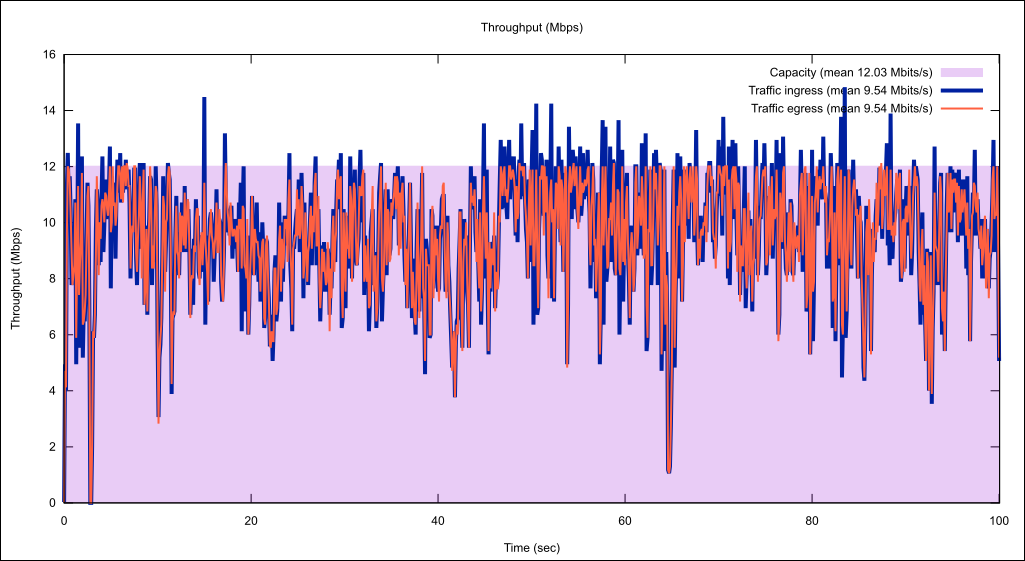 Throughput (Mbps)
16
14
12
10
8
6
4
2
0
Throughput (Mbps)
Capacity (mean 12.03 Mbits/s)
Traffic ingress (mean 9.54 Mbits/s)
Traffic egress (mean 9.54 Mbits/s)
0 20 40 60 80 100
Time (sec)